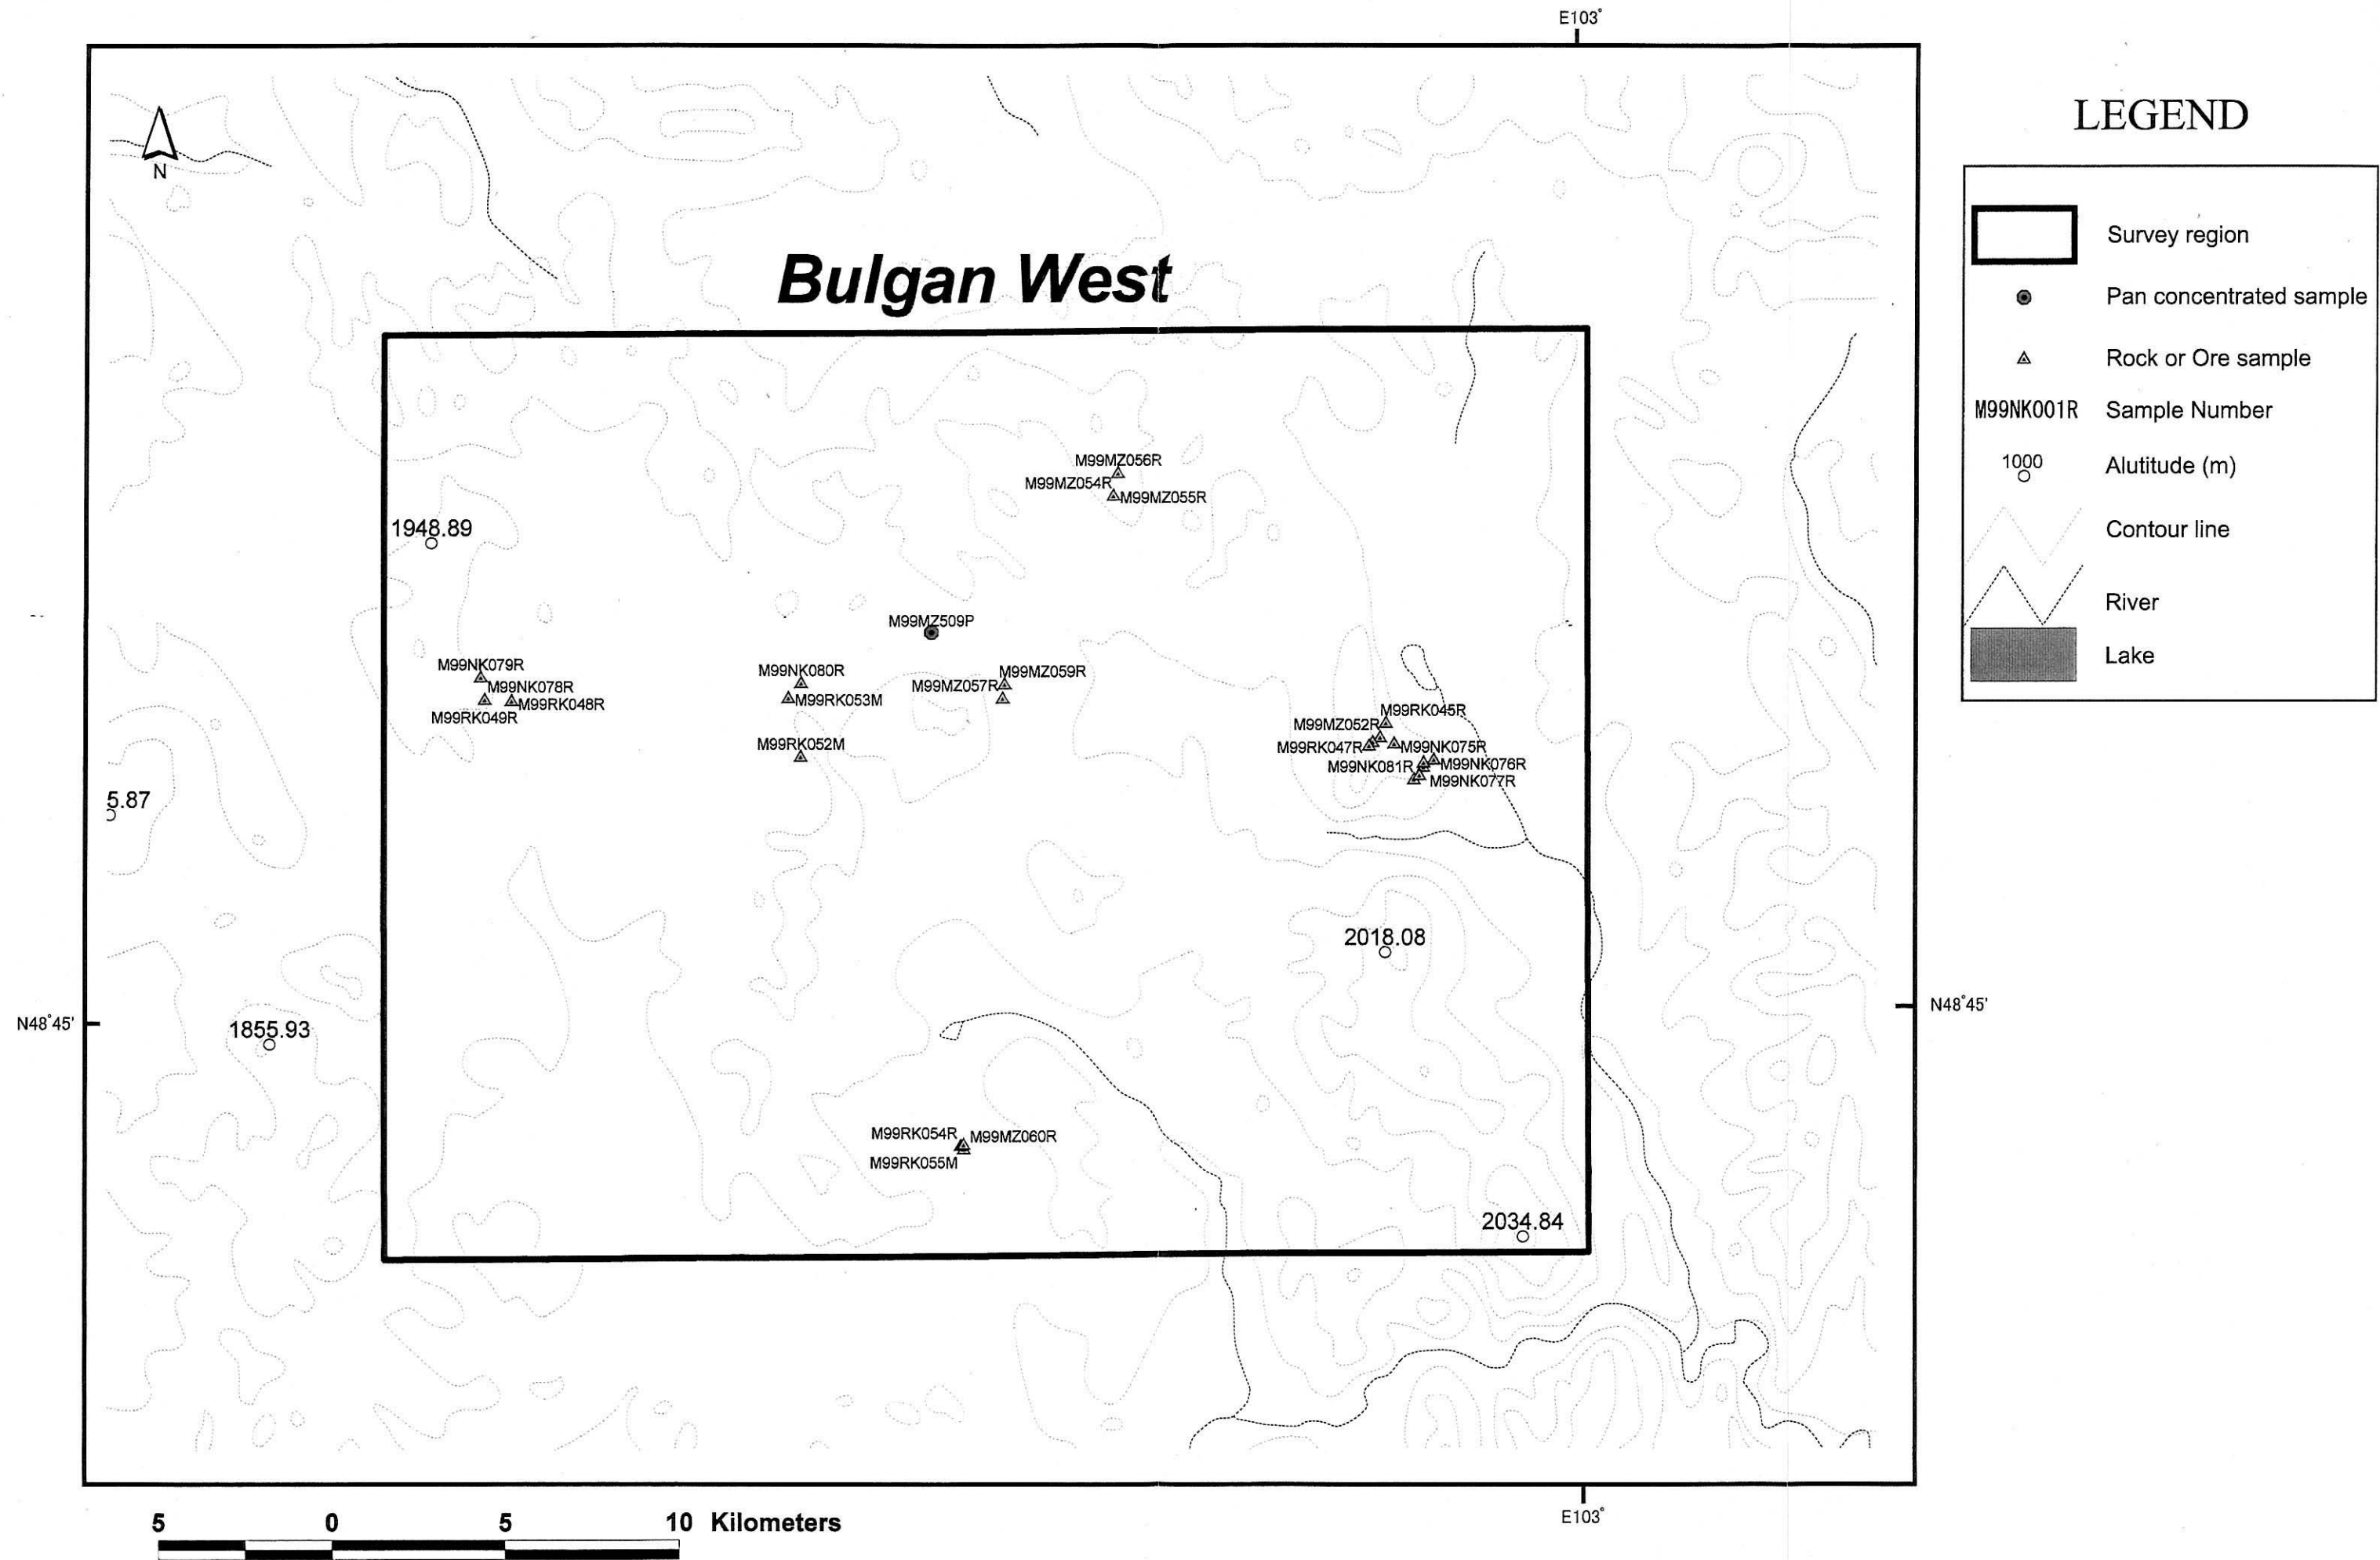 E103°
LEGEND
N
Bulgan West
Survey region
Pan concentrated sample
Rock or Ore sample
M99NK001R Sample Number
1000 Alutitude (m)
Contour line
River
Lake
M99MZ056R
M99MZ054R
M99MZ055R
1948.89
M99MZ509P
M99NK079R
M99NK078R
M99RK048R
M99RK049R
M99NK080R
M99RK053M
M99MZ059R
M99MZ057R
M99RK052M
M99RK045R
M99MZ052R
M99RK047R
M99NK075R
M99NK081R
M99NK076R
M99NK077R
5.87
2018.08
N48°45'
N48°45'
1855.93
M99RK054R
M99MZ060R
M99RK055M
2034.84
5 0 5 10 Kilometers
E103°